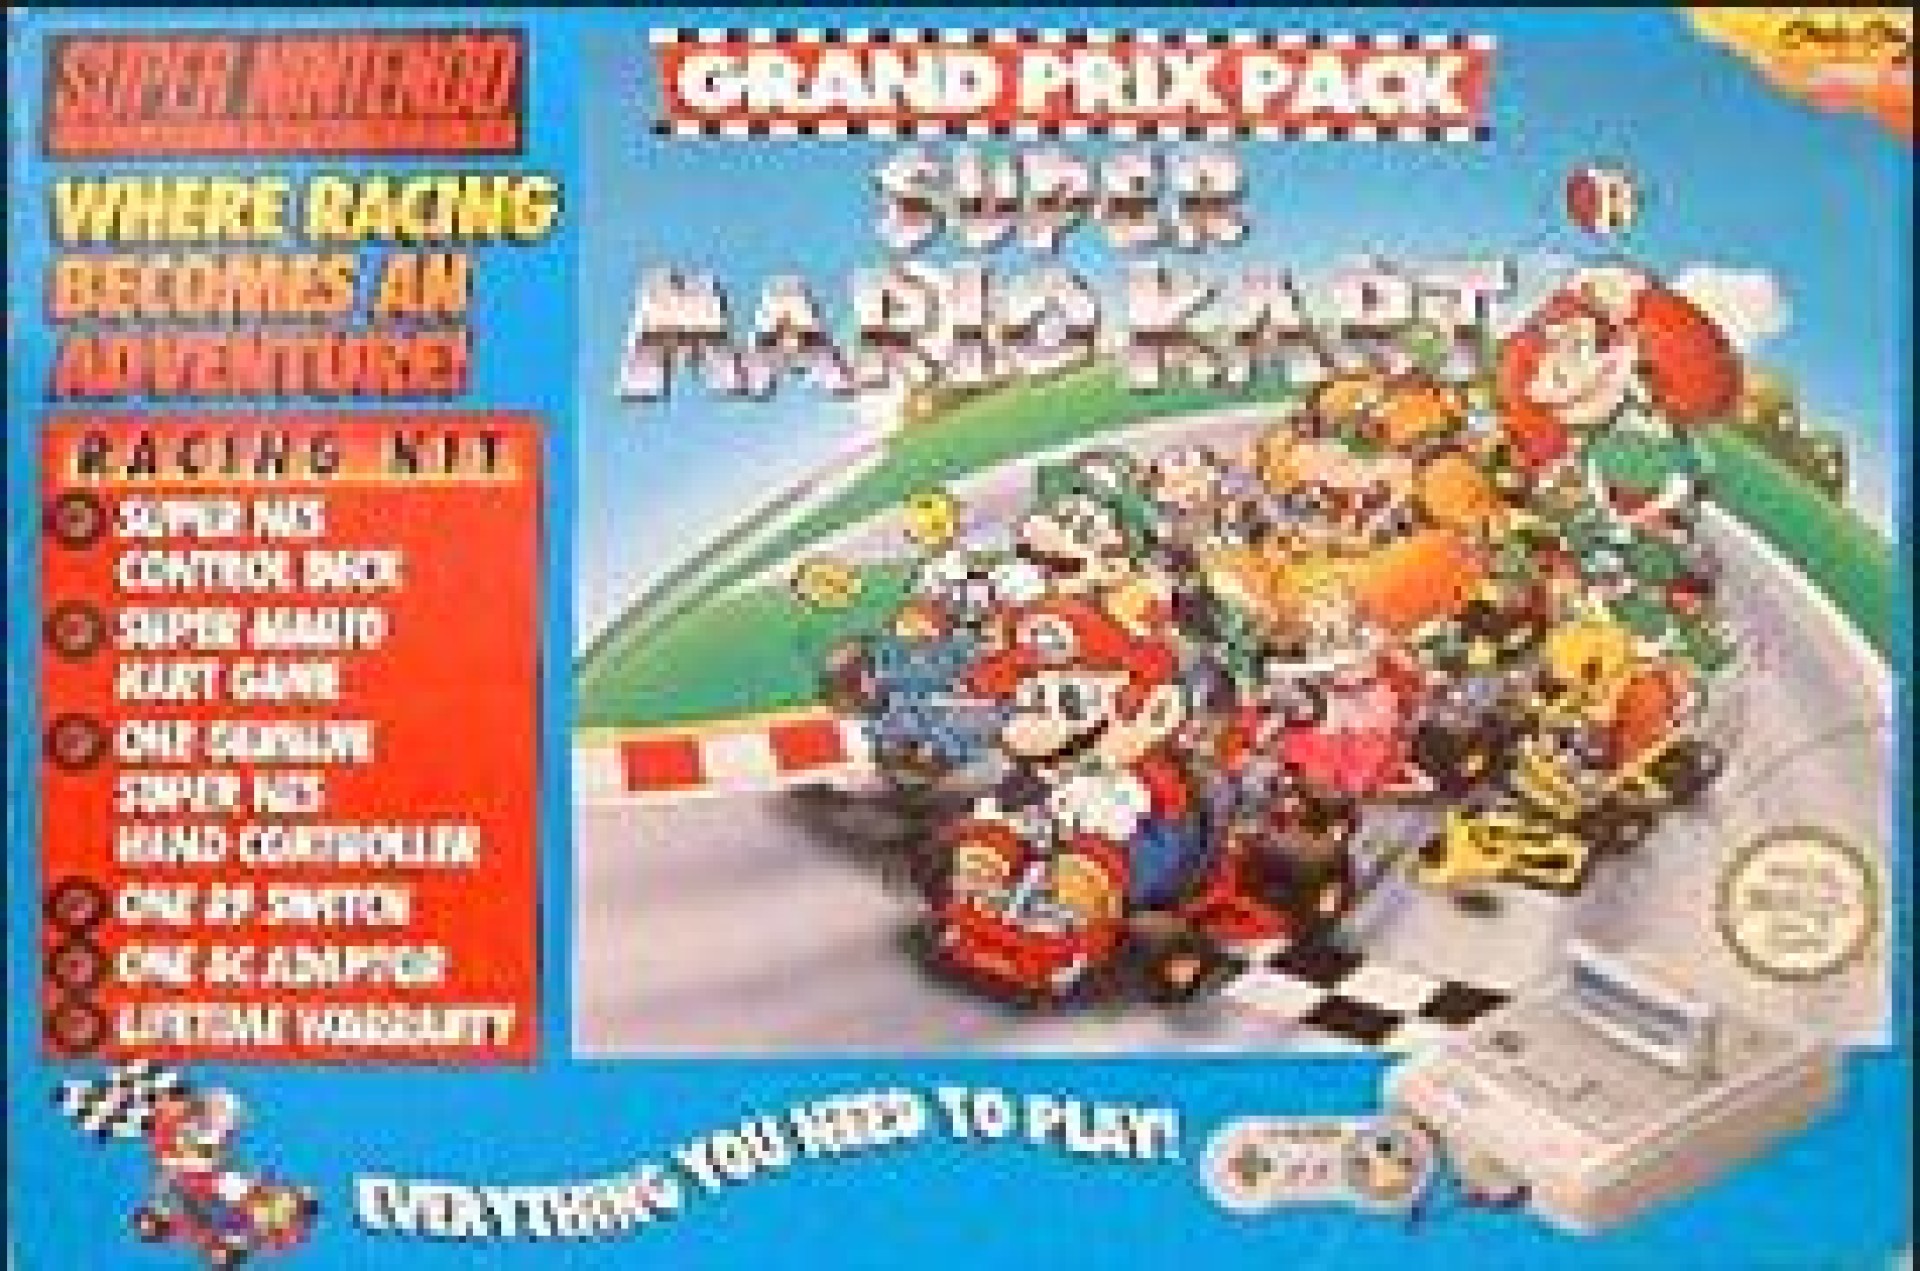 SUPER NINTENDO
WHERE RACING
BECOMES AN
ADVENTURE
RACING KIT
SUPER NES
CONTROL DECK
SUPER MARIO
KART GAME
ONE GENUINE
SUPER NES
HAND CONTROLLER
ONE RF SWITCH
ONE AC ADAPTOR
LIFETIME WARRANTY
GRAND PRIX PACK
SUPER
MARIO KART
EVERYTHING YOU NEED TO PLAY!